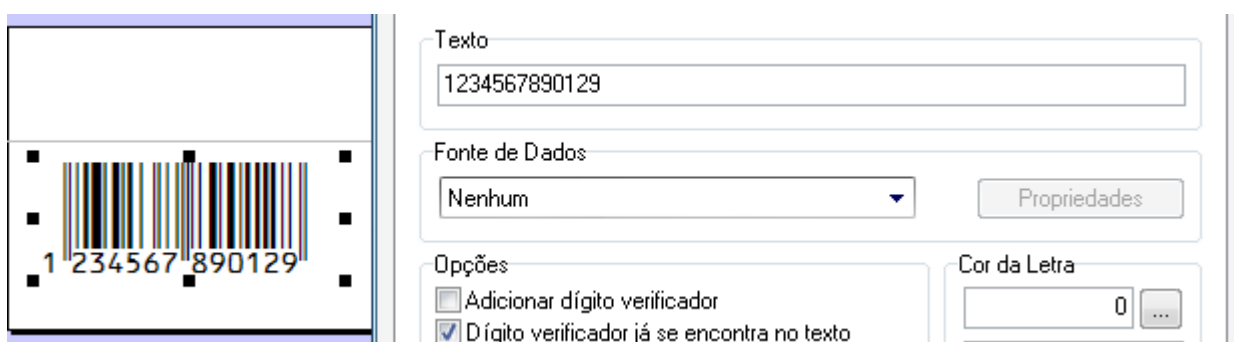 1 234567 890129
Texto
1234567890129
Fonte de Dados
Nenhum
Propriedades
Opções
Adicionar dígito verificador
Dígito verificador já se encontra no texto
Cor da Letra
0 ...